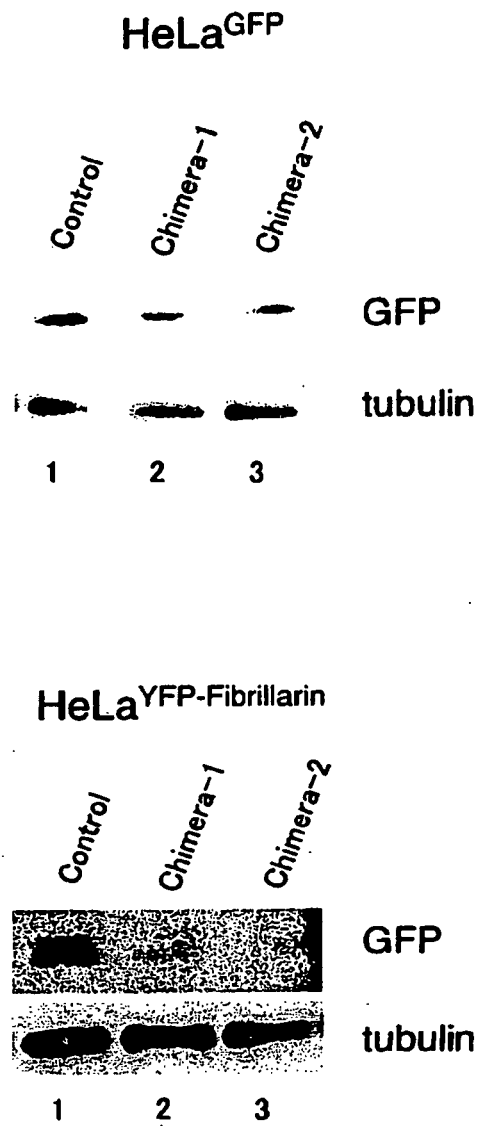 HeLaGFP
Control Chimera-1 Chimera-2
GFP
tubulin
1 2 3
HeLaYFP-Fibrillarin
Control Chimera-1 Chimera-2
GFP
tubulin
1 2 3